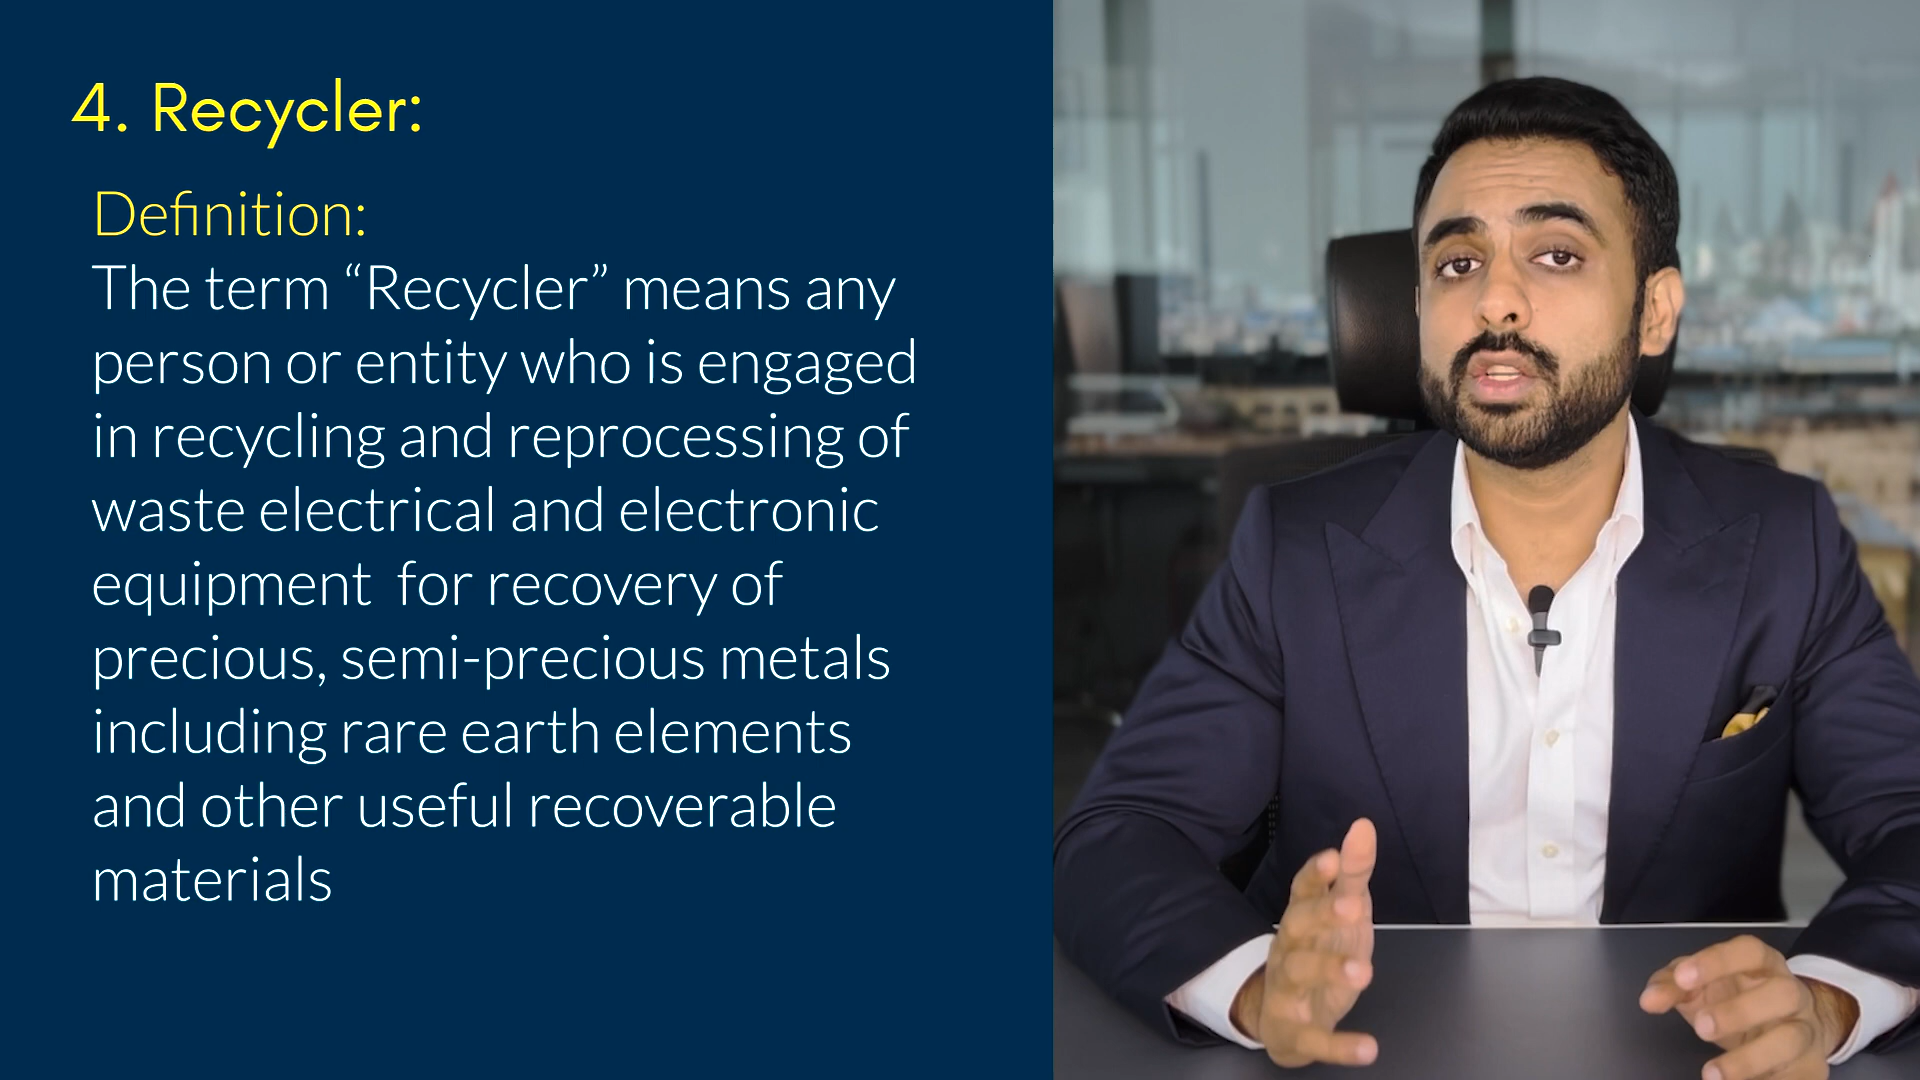 4. Recycler:
Definition:
The term “Recycler” means any
person or entity who is engaged
in recycling and reprocessing of
waste electrical and electronic
equipment  for recovery of
precious, semi-precious metals
including rare earth elements
and other useful recoverable
materials